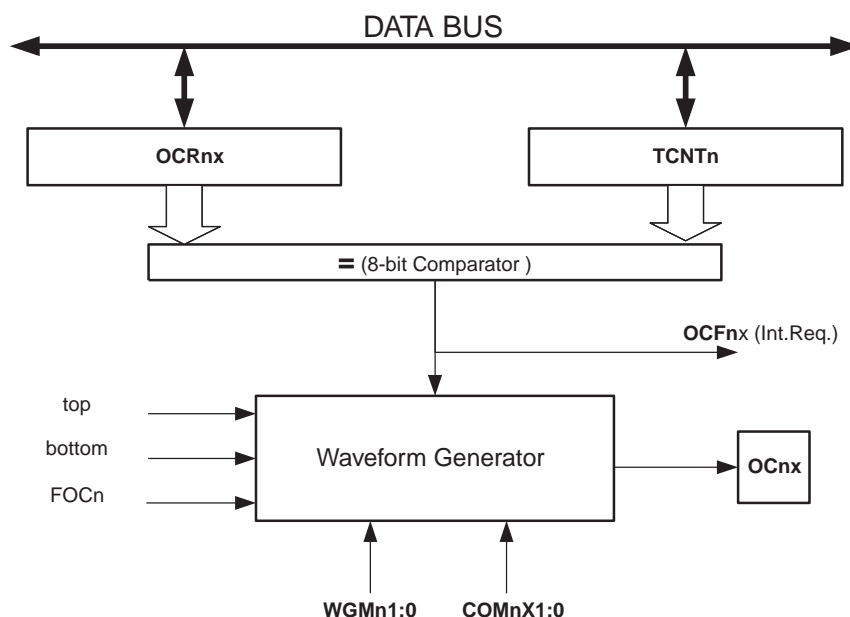 DATA BUS
OCRnx
TCNTn
= (8-bit Comparator )
OCFnx (Int.Req.)
top
bottom
FOCn
Waveform Generator
OCnx
WGMn1:0
COMnX1:0